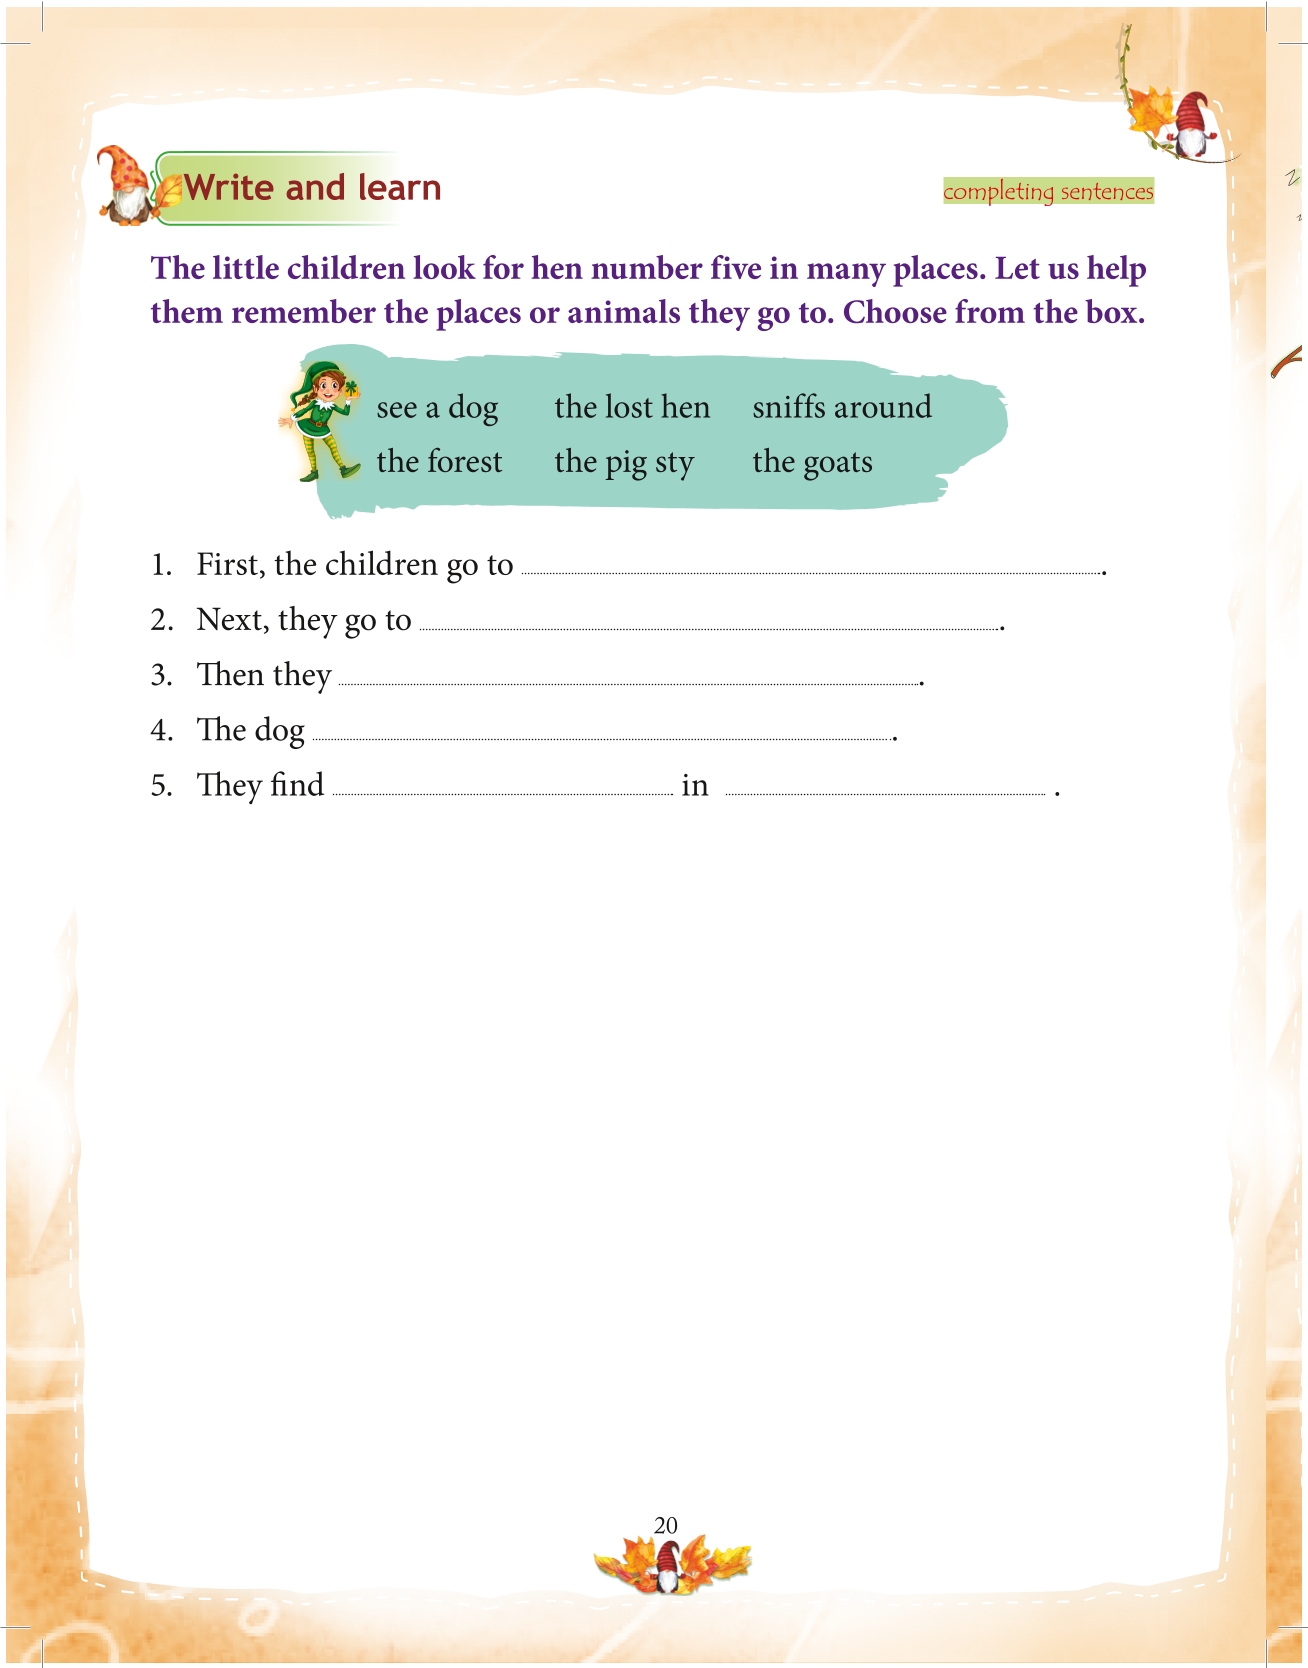 Write and learn
completing sentences
The little children look for hen number five in many places. Let us help
them remember the places or animals they go to. Choose from the box.
see a dog the lost hen sniffs around
the forest the pig sty the goats
1. First, the children go to .
2. Next, they go to .
3. Then they .
4. The dog .
5. They find in .
20